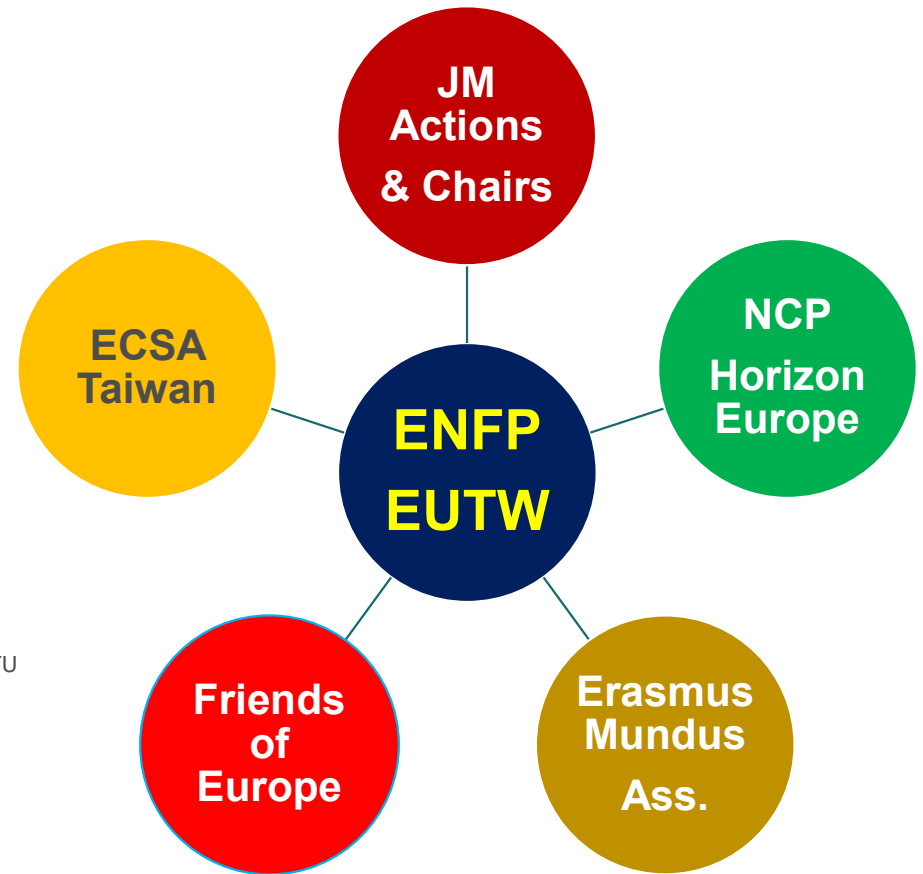 JM
Actions
& Chairs
ECSA
Taiwan
NCP
Horizon
Europe
ENFP
EUTW
Friends
of
Europe
Erasmus
Mundus
Ass.